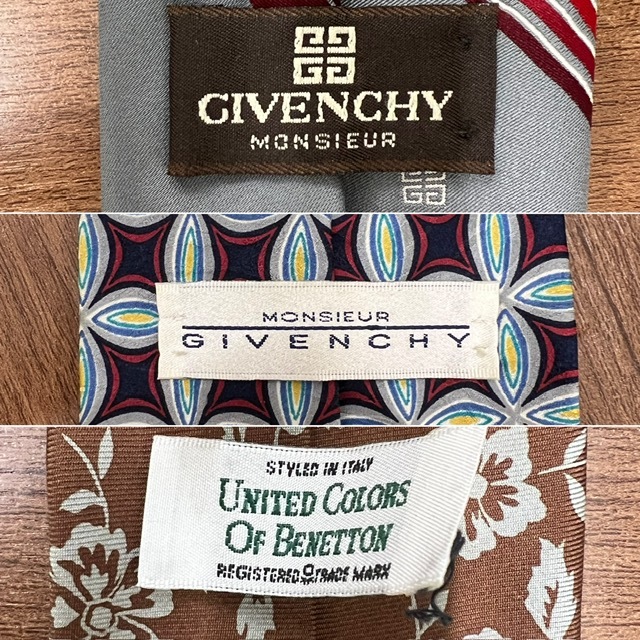 GIVENCHY
MONSIEUR
MONSIEUR
GIVENCHY
STYLED IN ITALY
UNITED COLORS
OF BENETTON
REGISTERED TRADE MARK